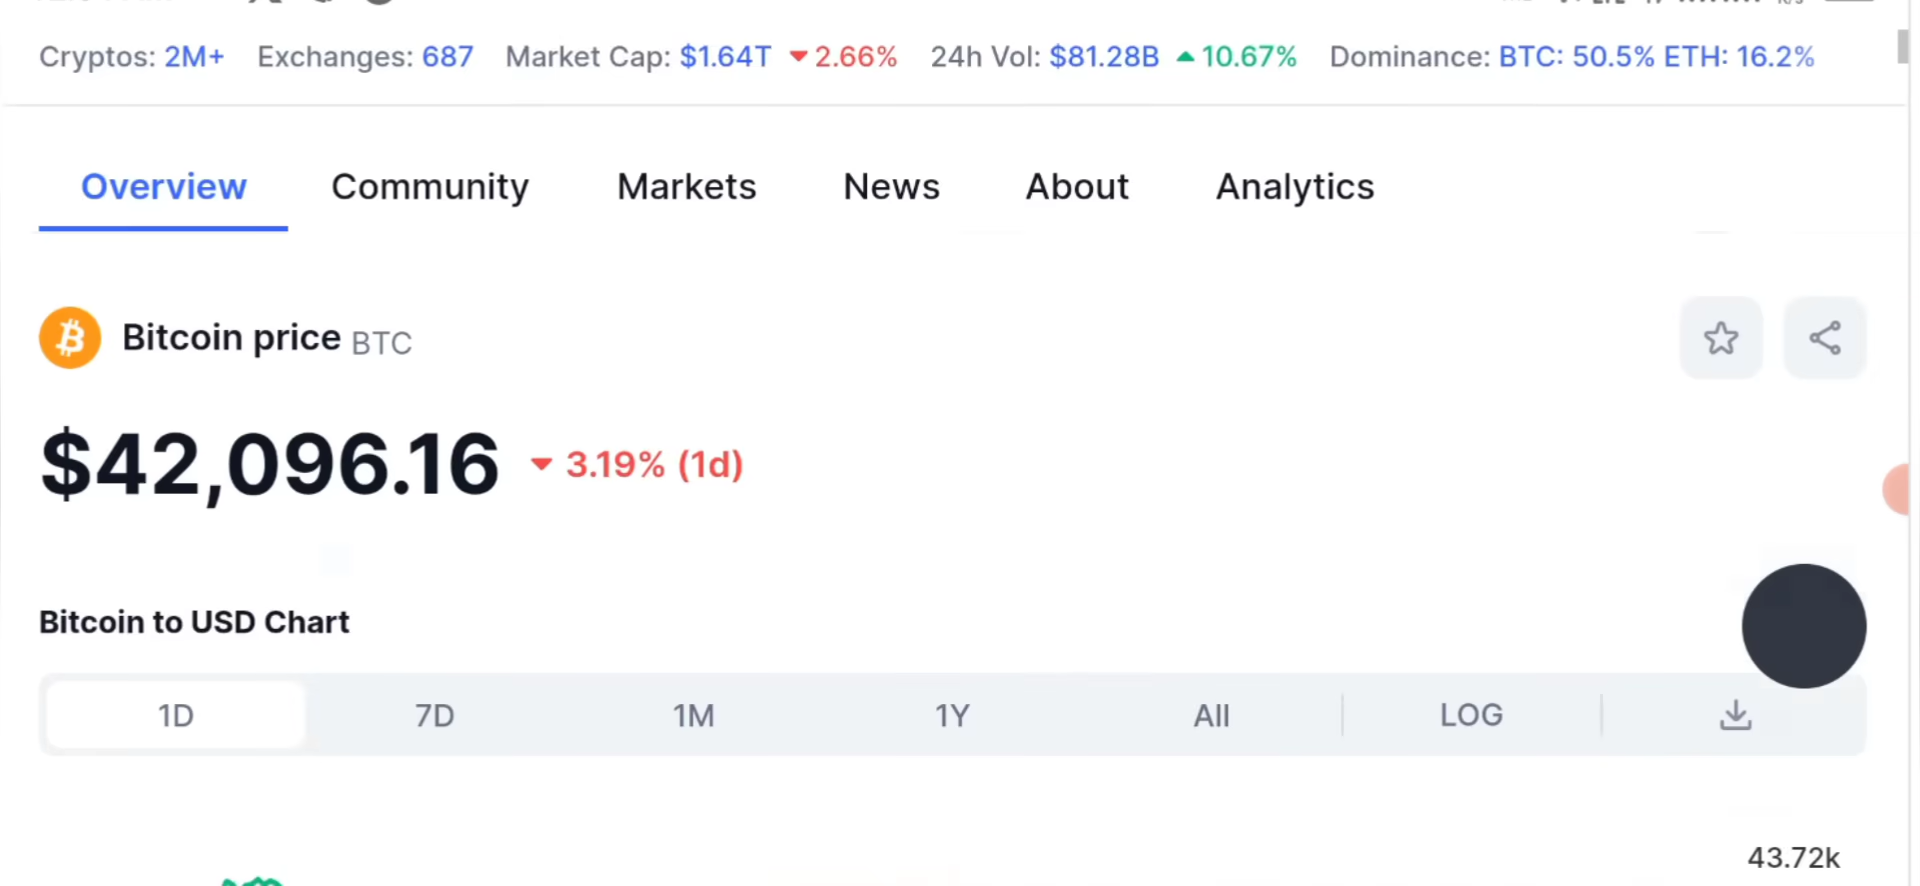 Cryptos: 2M+ Exchanges: 687 Market Cap: $1.64T 2.66% 24h Vol: $81.28B 10.67% Dominance: BTC: 50.5% ETH: 16.2%
Overview Community Markets News About Analytics
Bitcoin price BTC
$42,096.16 3.19% (1d)
Bitcoin to USD Chart
1D 7D 1M 1Y All LOG
43.72k